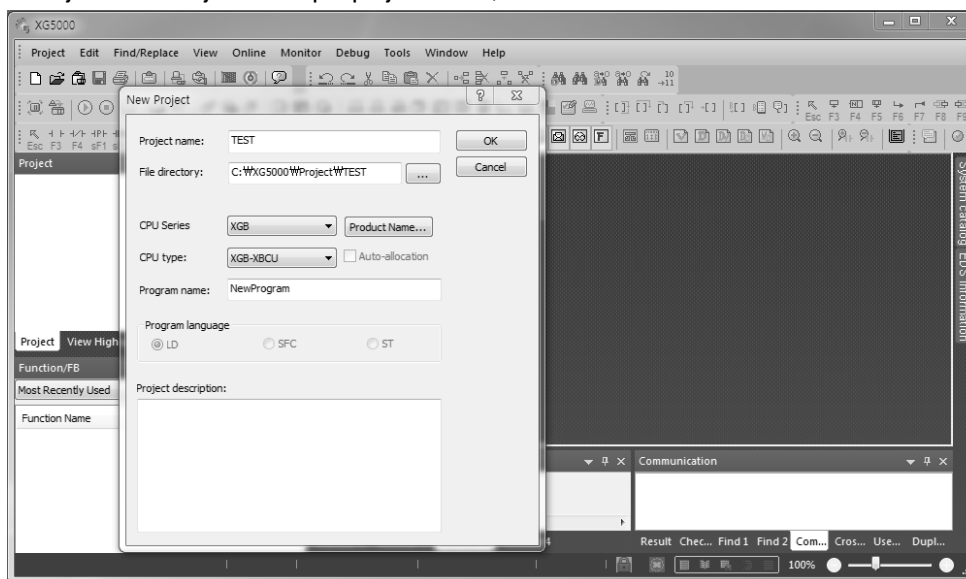 XG5000
Project Edit Find/Replace View Online Monitor Debug Tools Window Help
New Project
Esc F3 F4 F5 F6 F7 F8
Esc F3 F4 sF1
Project
Project name: TEST
OK
File directory: C:₩XG5000₩Project₩TEST ...
Cancel
CPU Series XGB Product Name...
CPU type: XGB-XBCU Auto-allocation
Program name: NewProgram
Program language
LD SFC ST
Project description:
Project View High
Function/FB
Most Recently Used
Function Name
System Catalog EDS Information
Communication
Result Chec... Find 1 Find 2 Com... Cros... Use... Dupl...
100%